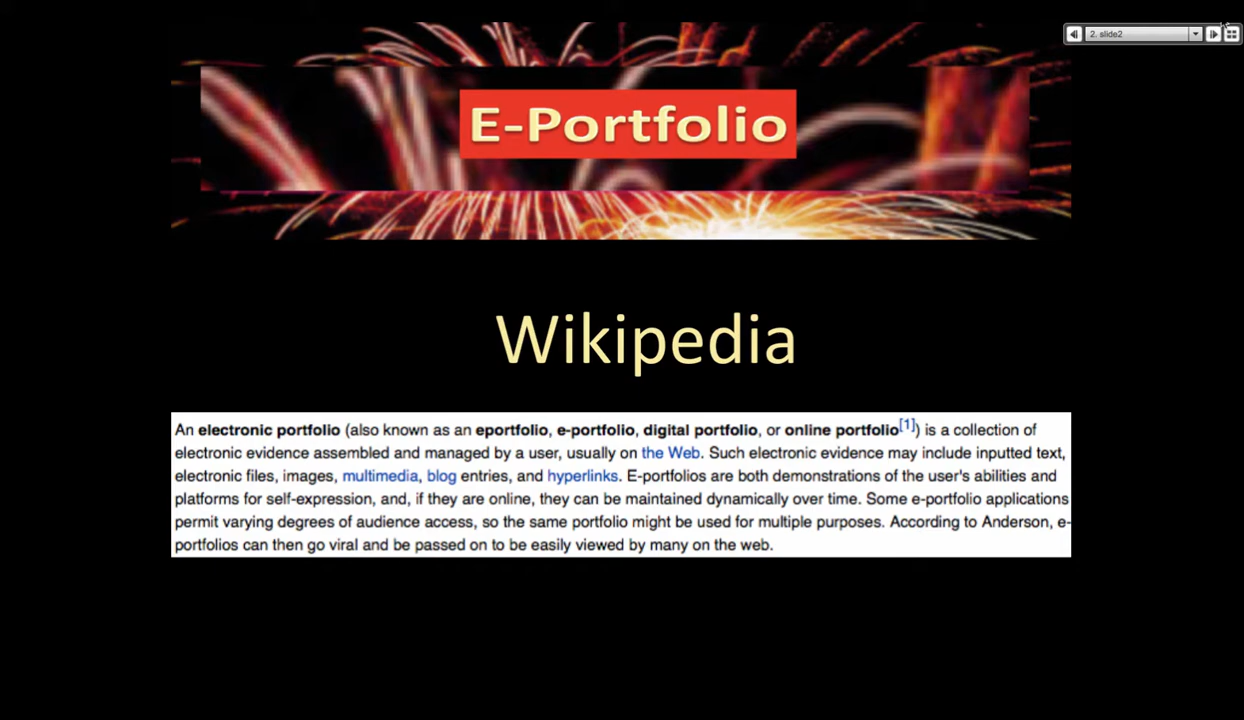 2. slide2
E-Portfolio
Wikipedia
An electronic portfolio (also known as an eportfolio, e-portfolio, digital portfolio, or online portfolio[1]) is a collection of
electronic evidence assembled and managed by a user, usually on the Web. Such electronic evidence may include inputted text,
electronic files, images, multimedia, blog entries, and hyperlinks. E-portfolios are both demonstrations of the user's abilities and
platforms for self-expression, and, if they are online, they can be maintained dynamically over time. Some e-portfolio applications
permit varying degrees of audience access, so the same portfolio might be used for multiple purposes. According to Anderson, e-
portfolios can then go viral and be passed on to be easily viewed by many on the web.